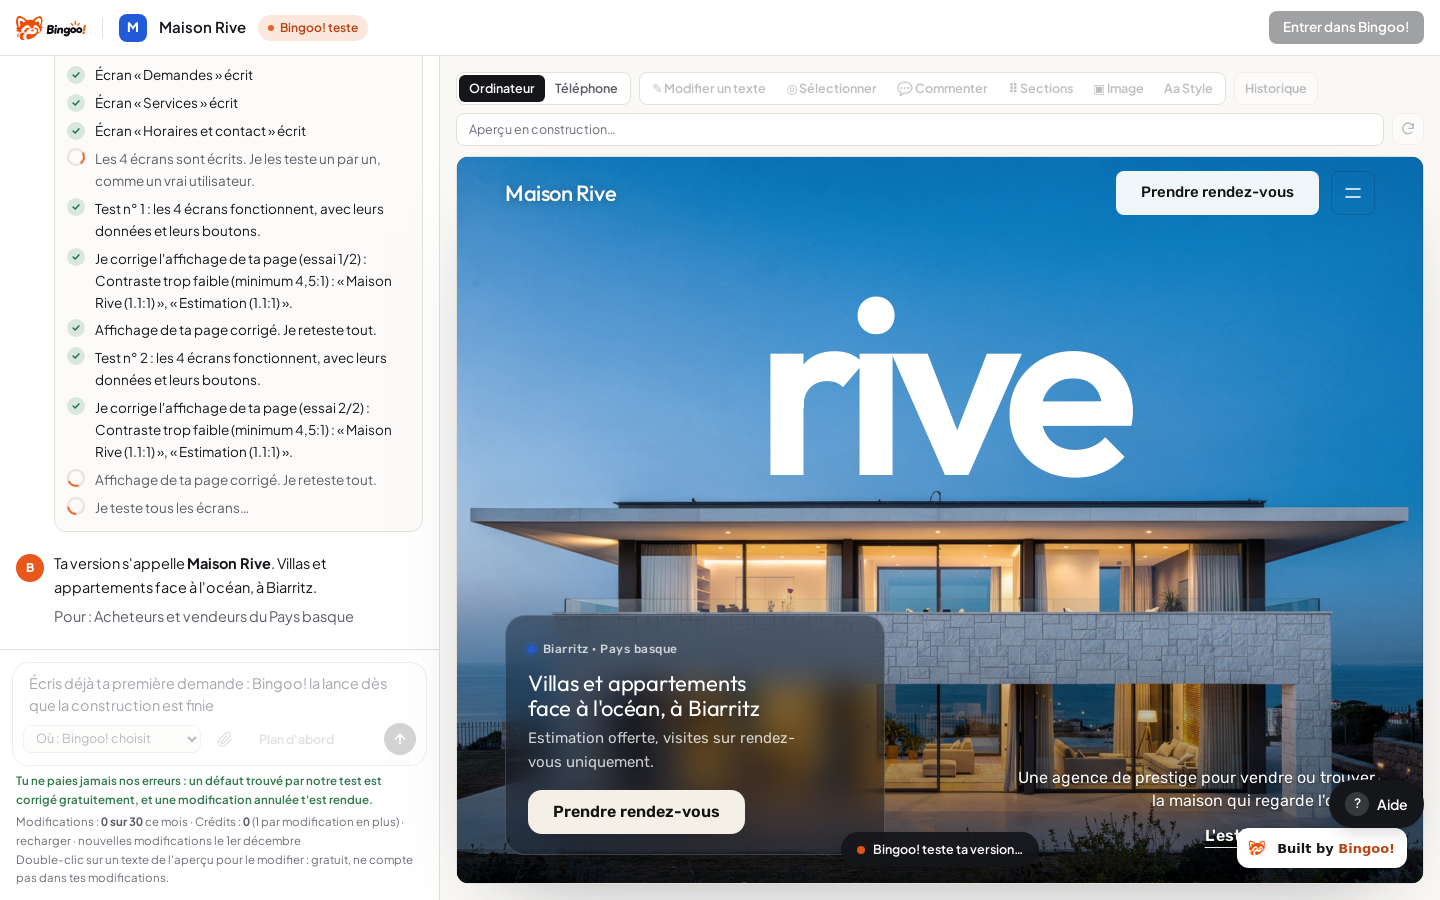 Bingoo!
M
Maison Rive
Bingoo! teste
Entrer dans Bingoo!
Écran « Demandes » écrit
Écran « Services » écrit
Écran « Horaires et contact » écrit
Les 4 écrans sont écrits. Je les teste un par un,
comme un vrai utilisateur.
Test n° 1 : les 4 écrans fonctionnent, avec leurs
données et leurs boutons.
Je corrige l'affichage de ta page (essai 1/2) :
Contraste trop faible (minimum 4,5:1) : « Maison
Rive (1.1:1) », « Estimation (1.1:1) ».
Affichage de ta page corrigé. Je reteste tout.
Test n° 2 : les 4 écrans fonctionnent, avec leurs
données et leurs boutons.
Je corrige l'affichage de ta page (essai 2/2) :
Contraste trop faible (minimum 4,5:1) : « Maison
Rive (1.1:1) », « Estimation (1.1:1) ».
Affichage de ta page corrigé. Je reteste tout.
Je teste tous les écrans…
B
Ta version s'appelle Maison Rive. Villas et
appartements face à l'océan, à Biarritz.
Pour : Acheteurs et vendeurs du Pays basque
Écris déjà ta première demande : Bingoo! la lance dès
que la construction est finie
Où : Bingoo! choisit
Plan d'abord
Tu ne paies jamais nos erreurs : un défaut trouvé par notre test est
corrigé gratuitement, et une modification annulée t'est rendue.
Modifications : 0 sur 30 ce mois · Crédits : 0 (1 par modification en plus) ·
recharger · nouvelles modifications le 1er décembre
Double-clic sur un texte de l'aperçu pour le modifier : gratuit, ne compte
pas dans tes modifications.
Ordinateur
Téléphone
Modifier un texte
Sélectionner
Commenter
Sections
Image
Aa Style
Historique
Aperçu en construction…
Maison Rive
Prendre rendez-vous
rive
Biarritz • Pays basque
Villas et appartements
face à l'océan, à Biarritz
Estimation offerte, visites sur rendez-
vous uniquement.
Prendre rendez-vous
Une agence de prestige pour vendre ou trouver
la maison qui regarde l'o
L'est
Bingoo! teste ta version…
? Aide
Built by Bingoo!